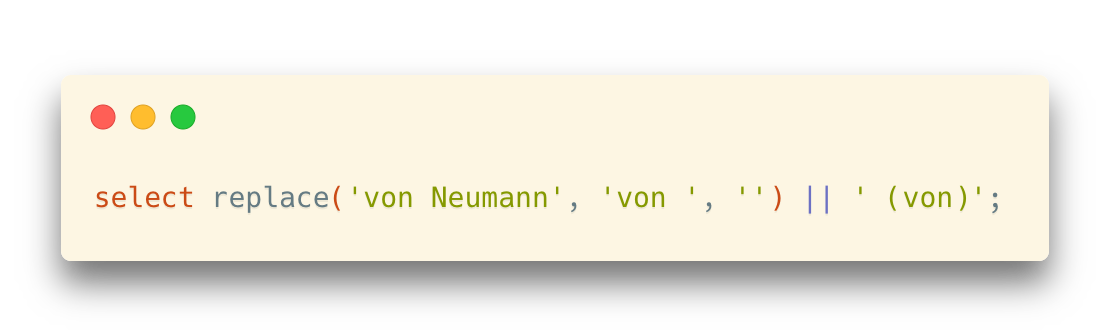 select replace('von Neumann', 'von ', '') || ' (von)';